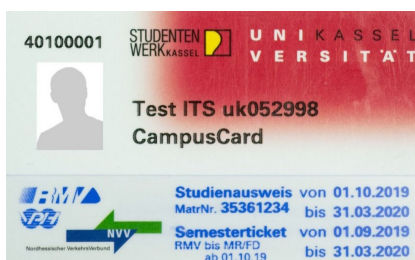 40100001
STUDENTEN
WERK KASSEL
UNIKASSEL
VERSITÄT
Test ITS uk052998
CampusCard
RMV
NVV
Nordhessischer VerkehrsVerbund
Studienausweis von 01.10.2019
MatrNr. 35361234 bis 31.03.2020
Semesterticket von 01.09.2019
RMV bis MR/FD
ab 01.10.19 bis 31.03.2020